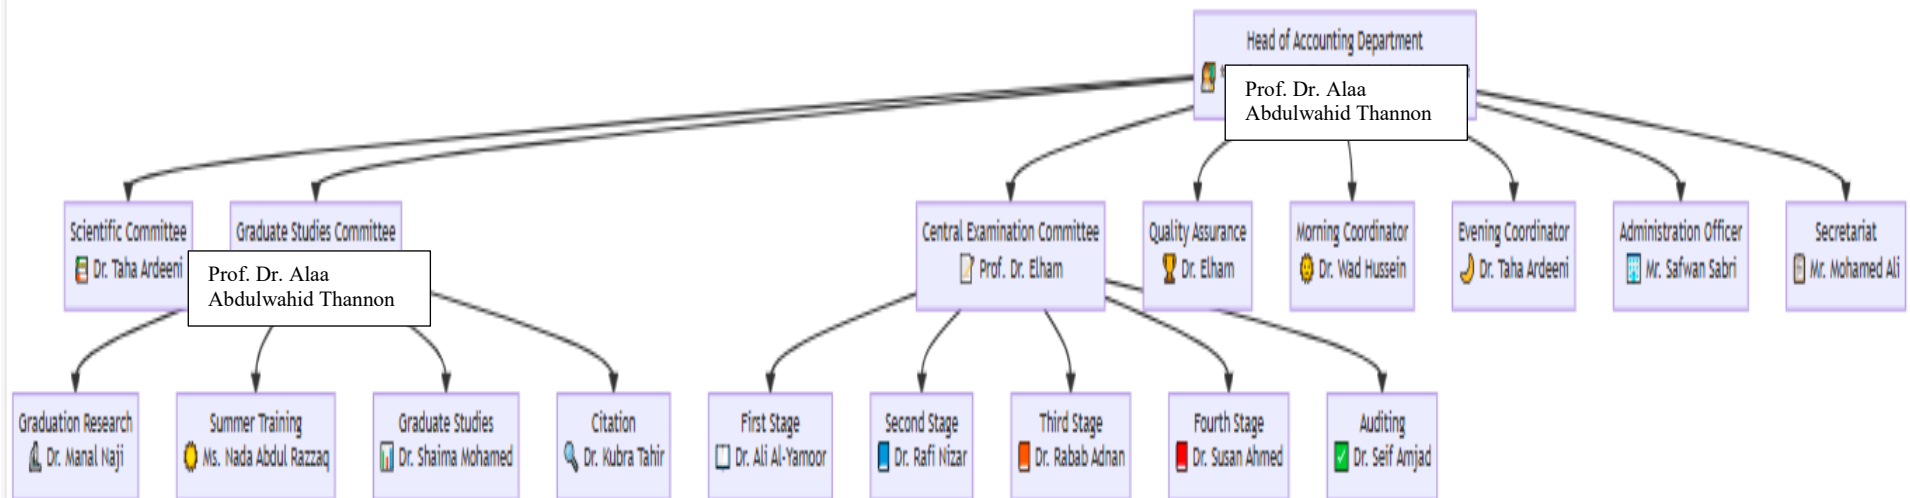 Head of Accounting Department
Prof. Dr. Alaa
Abdulwahid Thannon
Scientific Committee
Dr. Taha Ardeeni
Graduate Studies Committee
Prof. Dr. Alaa
Abdulwahid Thannon
Central Examination Committee
Prof. Dr. Elham
Quality Assurance
Dr. Elham
Morning Coordinator
Dr. Wad Hussein
Evening Coordinator
Dr. Taha Ardeeni
Administration Officer
Mr. Safwan Sabri
Secretariat
Mr. Mohamed Ali
Graduation Research
Dr. Manal Naji
Summer Training
Ms. Nada Abdul Razzaq
Graduate Studies
Dr. Shaima Mohamed
Citation
Dr. Kubra Tahir
First Stage
Dr. Ali Al-Yamoor
Second Stage
Dr. Rafi Nizar
Third Stage
Dr. Rabab Adnan
Fourth Stage
Dr. Susan Ahmed
Auditing
Dr. Seif Amjad